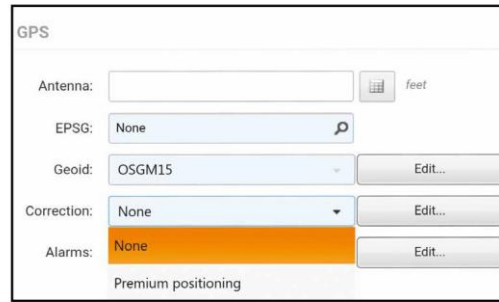 GPS
Antenna: feet
EPSG: None
Geoid: OSGM15 Edit...
Correction: None Edit...
None
Alarms: Edit...
Premium positioning